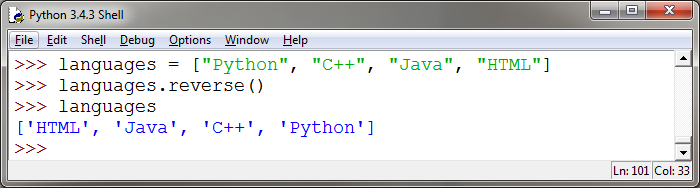 Python 3.4.3 Shell
File Edit Shell Debug Options Window Help
>>> languages = ["Python", "C++", "Java", "HTML"]
>>> languages.reverse()
>>> languages
['HTML', 'Java', 'C++', 'Python']
>>>
Ln: 101 Col: 33